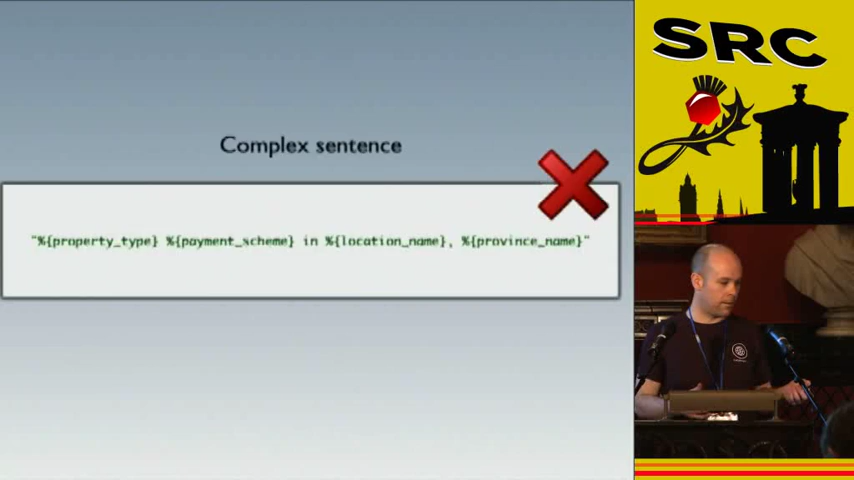 Complex sentence
"%{property_type} %{payment_scheme} in %{location_name}, %{province_name}"
SRC